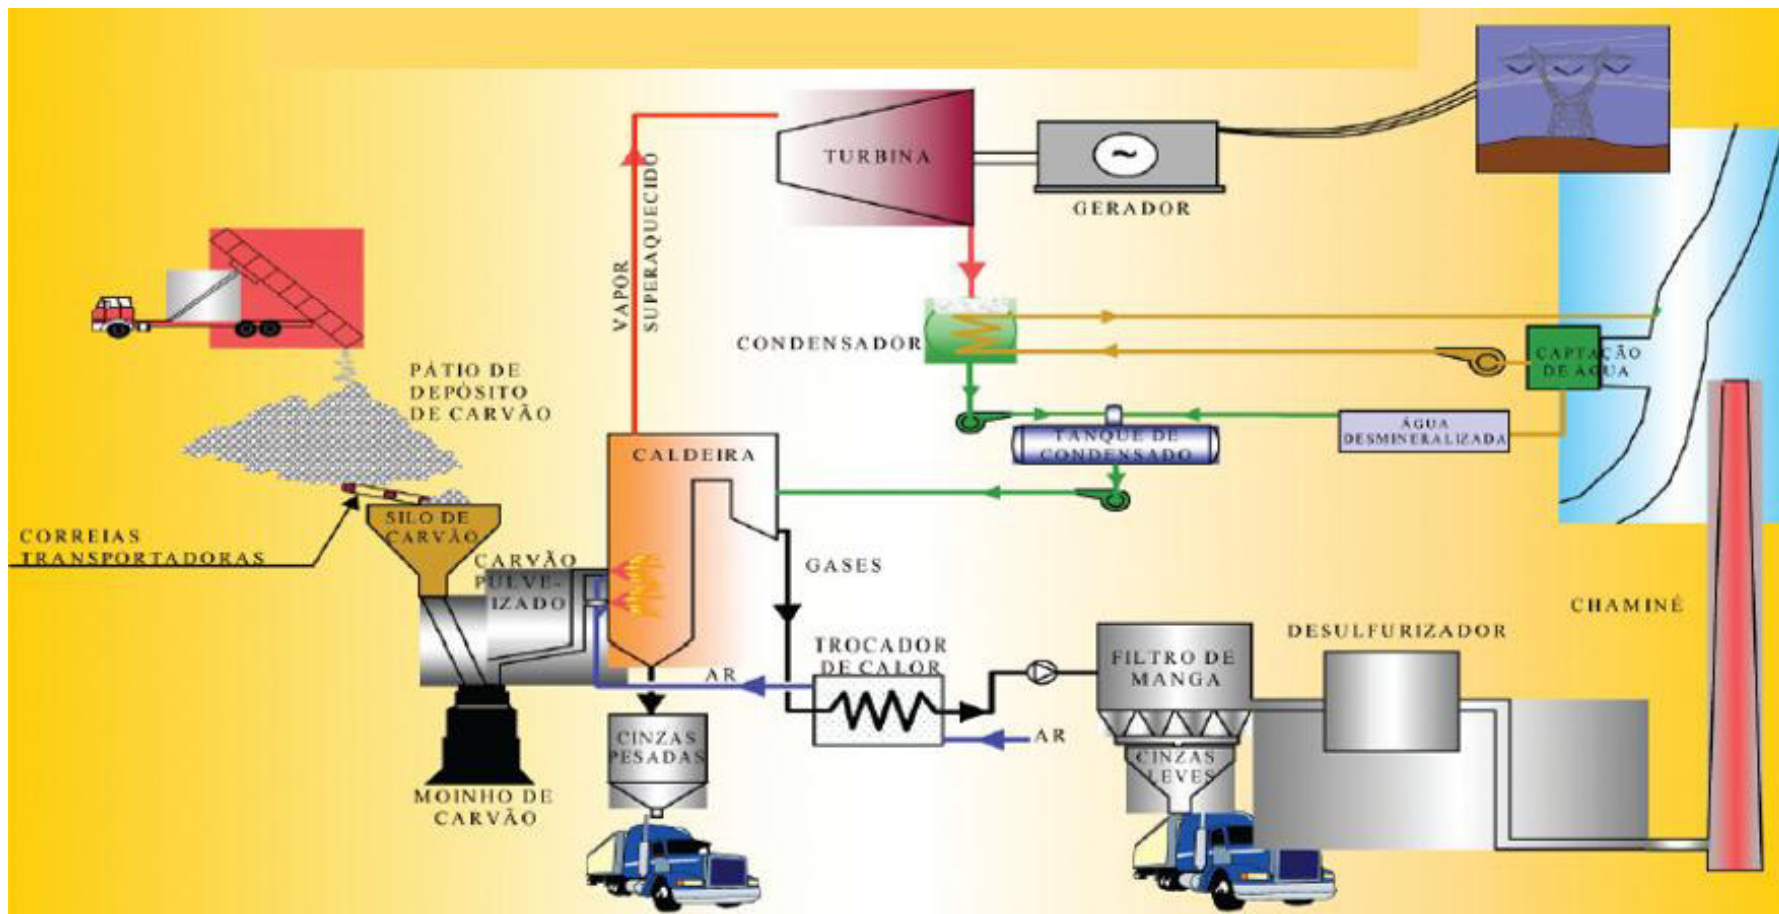 TURBINA
GERADOR
VAPOR
SUPERAQUECIDO
CONDENSADOR
CAPTAÇÃO
DE AGUA
PÁTIO DE
DEPÓSITO
DE CARVÃO
ÁGUA
DESMINERALIZADA
TANQUE DE
CONDENSADO
CALDEIRA
SILO DE
CARVÃO
CORREIAS
TRANSPORTADORAS
CARVÃO
PULVE-
IZADO
GASES
CHAMINÉ
DESULFURIZADOR
TROCADOR
DE CALOR
FILTRO DE
MANGA
AR
AR
CINZAS
PESADAS
CINZAS
LEVES
MOINHO DE
CARVÃO